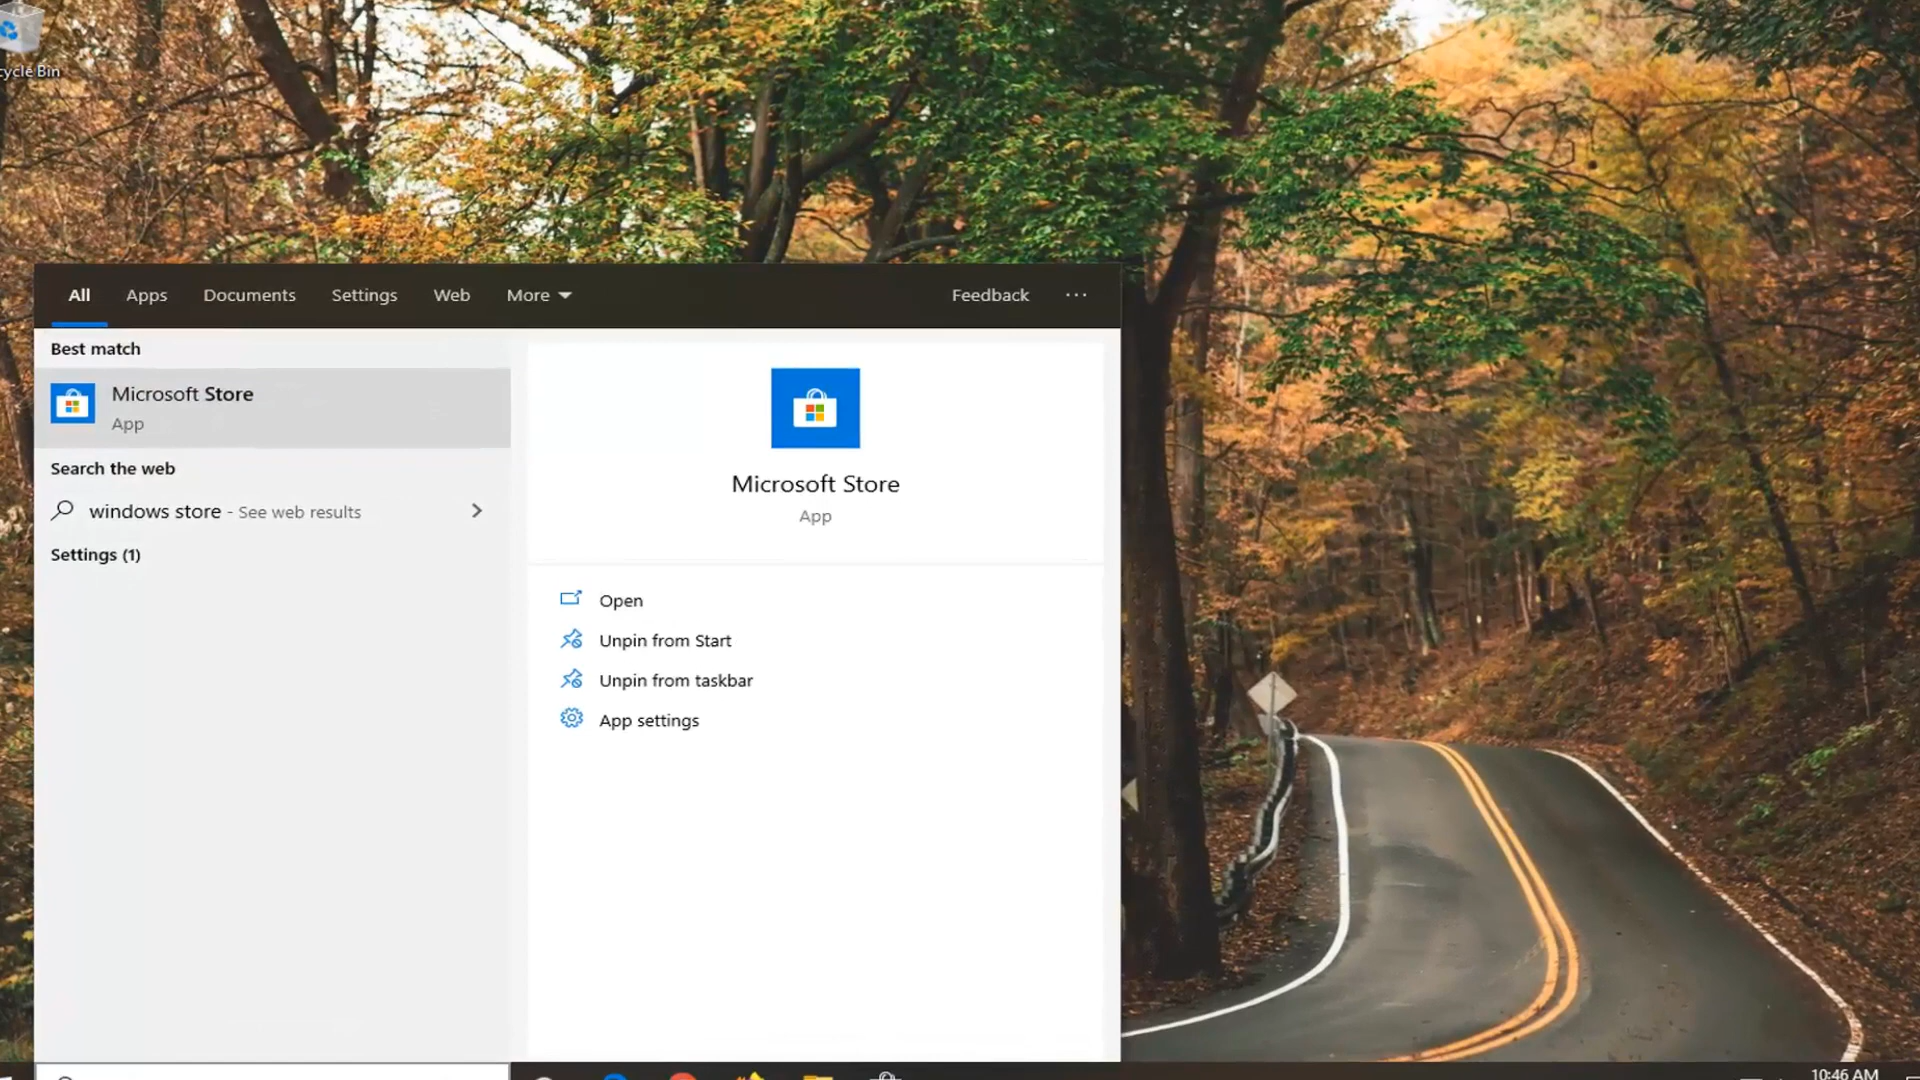 cycle Bin
All Apps Documents Settings Web More Feedback ···
Best match
Microsoft Store
App
Search the web
windows store - See web results
Settings (1)
Microsoft Store
App
Open
Unpin from Start
Unpin from taskbar
App settings
10:46 AM